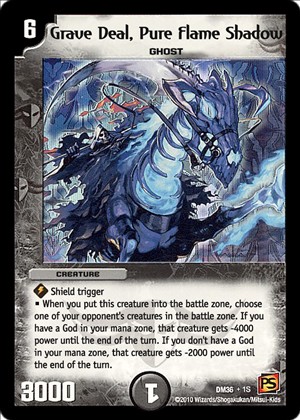 6 Grave Deal, Pure Flame Shadow
GHOST
CREATURE
Shield trigger
▪ When you put this creature into the battle zone, choose
one of your opponent's creatures in the battle zone. If you
have a God in your mana zone, that creature gets -4000
power until the end of the turn. If you don't have a God
in your mana zone, that creature gets -2000 power
until the end of the turn.
3000
1
DM36 • 1S
©2010 Wizards/Shogakukan/Mitsui-Kids
PS